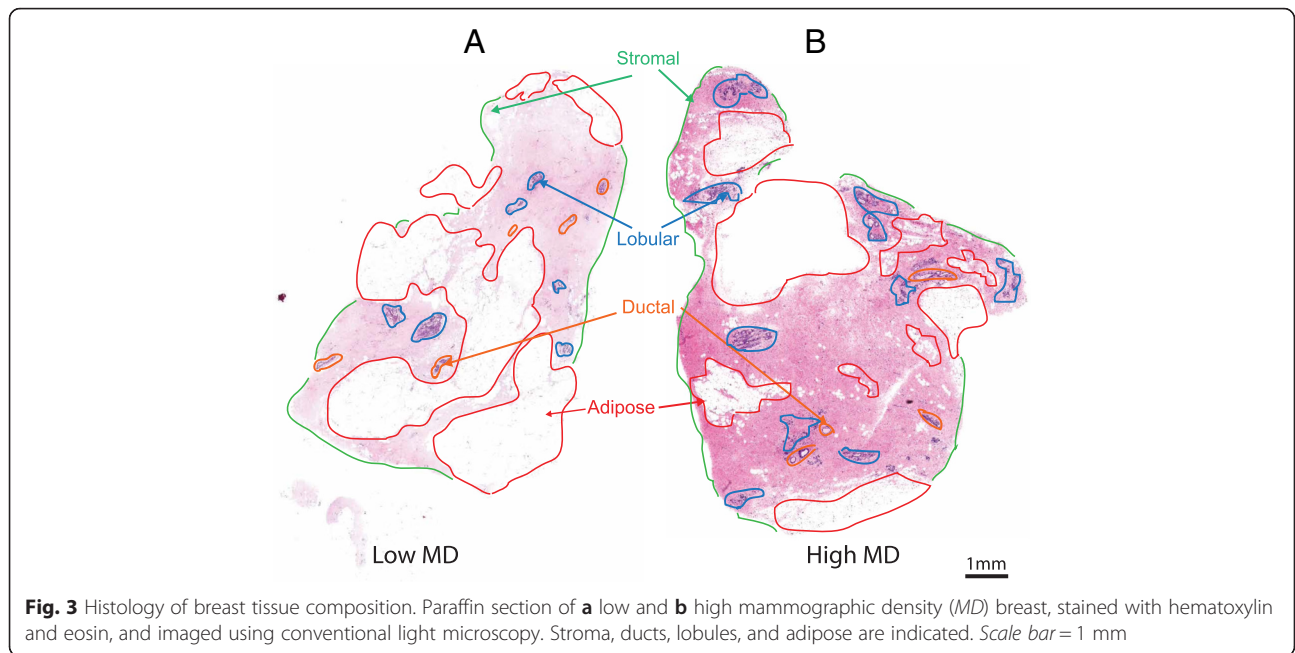 A
B
Stromal
Lobular
Ductal
Adipose
Low MD
High MD
1mm
Fig. 3 Histology of breast tissue composition. Paraffin section of a low and b high mammographic density (MD) breast, stained with hematoxylin
and eosin, and imaged using conventional light microscopy. Stroma, ducts, lobules, and adipose are indicated. Scale bar = 1 mm